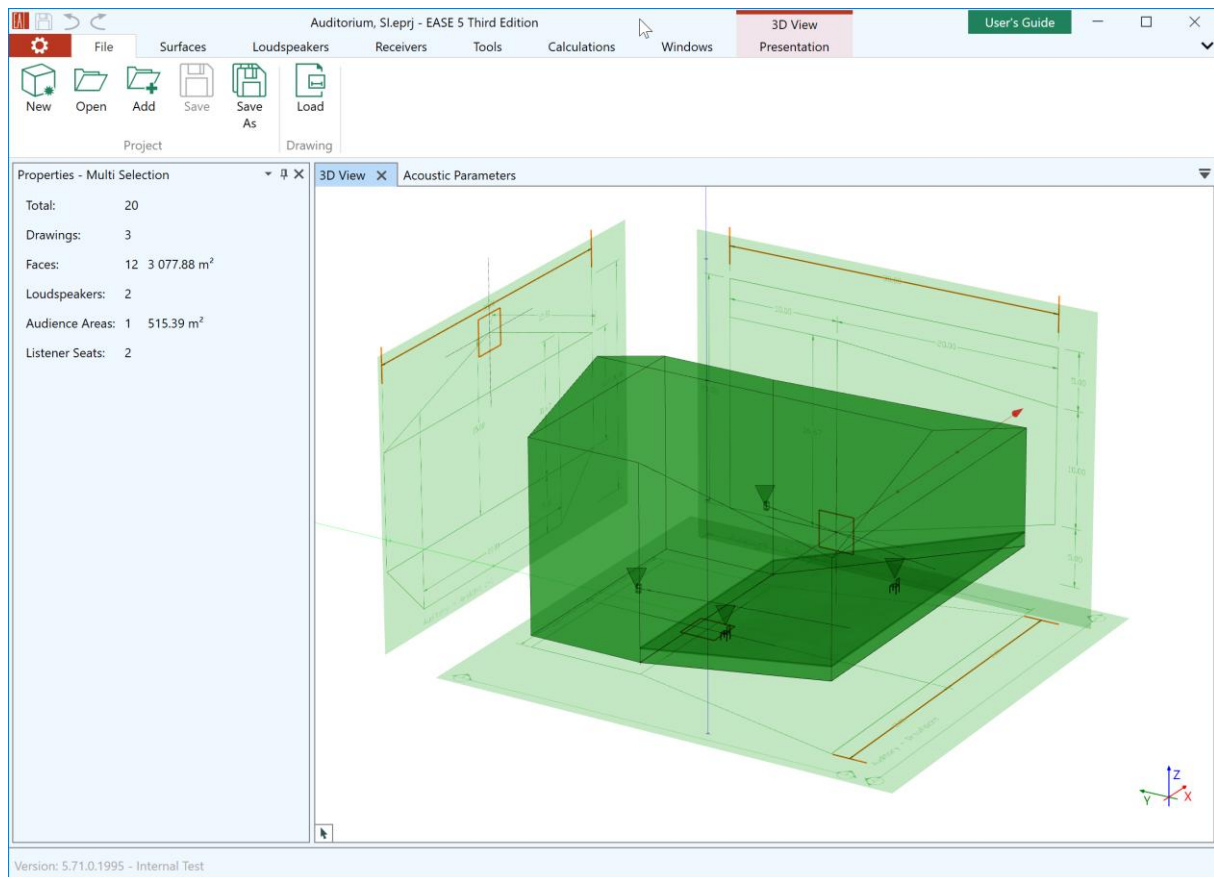 Auditorium, SI.eprj - EASE 5 Third Edition
3D View
User's Guide
File Surfaces Loudspeakers Receivers Tools Calculations Windows Presentation
New Open Add Save Save As Load
Project Drawing
Properties - Multi Selection
3D View Acoustic Parameters
Total: 20
Drawings: 3
Faces: 12 3 077.88 m²
Loudspeakers: 2
Audience Areas: 1 515.39 m²
Listener Seats: 2
Z
Y X
Version: 5.71.0.1995 - Internal Test